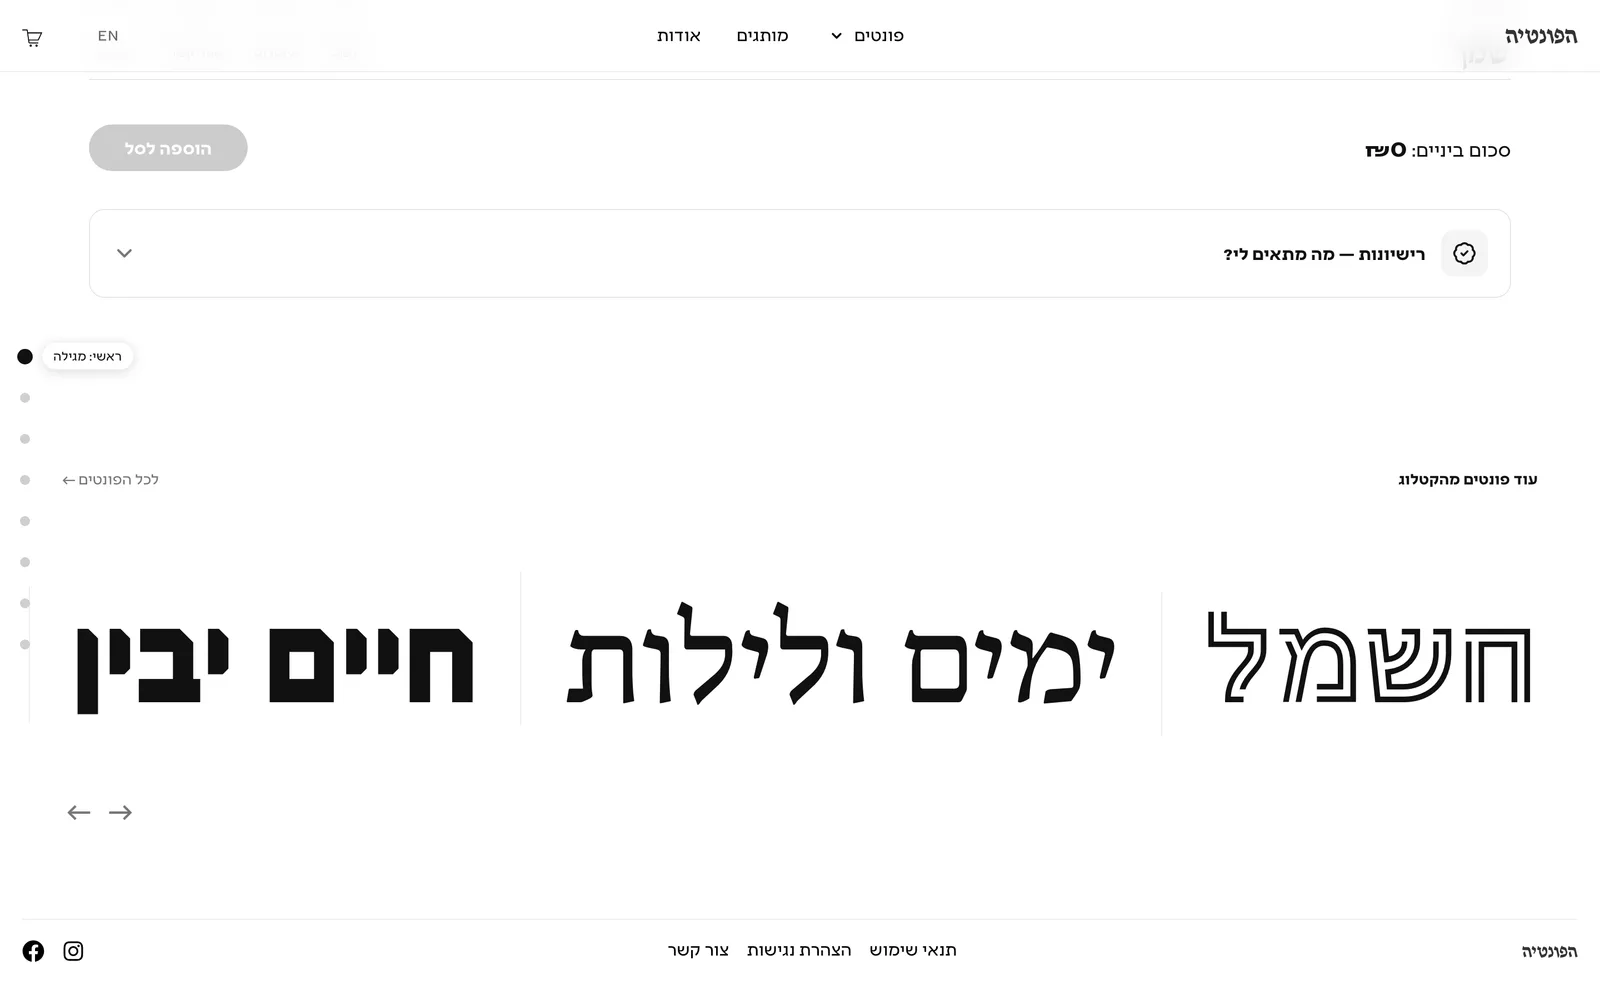 הפונטיה
פונטים
מותגים
אודות
EN
סכום ביניים: 0₪
הוספה לסל
רישיונות — מה מתאים לי?
ראשי: מגילה
עוד פונטים מהקטלוג
לכל הפונטים ←
חשמל
ימים ולילות
חיים יבין
הפונטיה
תנאי שימוש
הצהרת נגישות
צור קשר